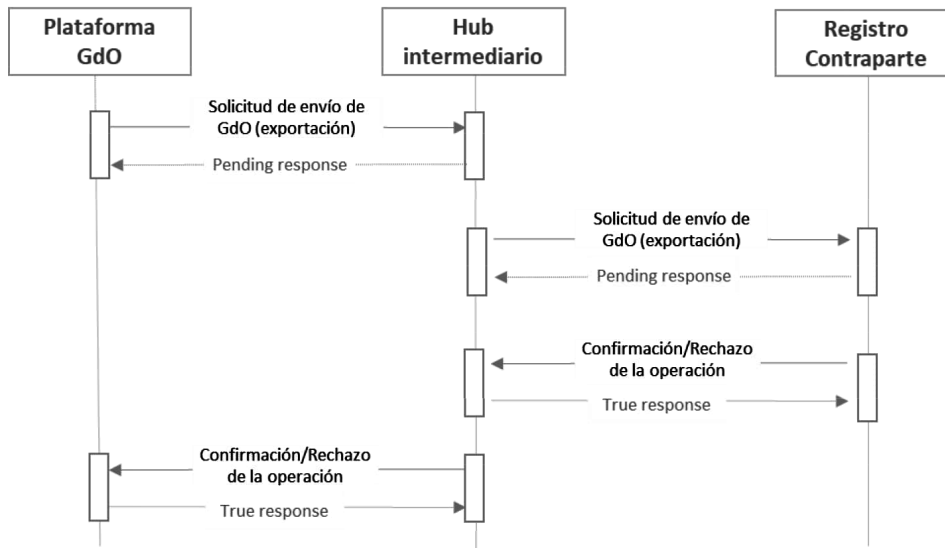 Plataforma
GdO
Hub
intermediario
Registro
Contraparte
Solicitud de envío de
GdO (exportación)
Pending response
Solicitud de envío de
GdO (exportación)
Pending response
Confirmación/Rechazo
de la operación
True response
Confirmación/Rechazo
de la operación
True response